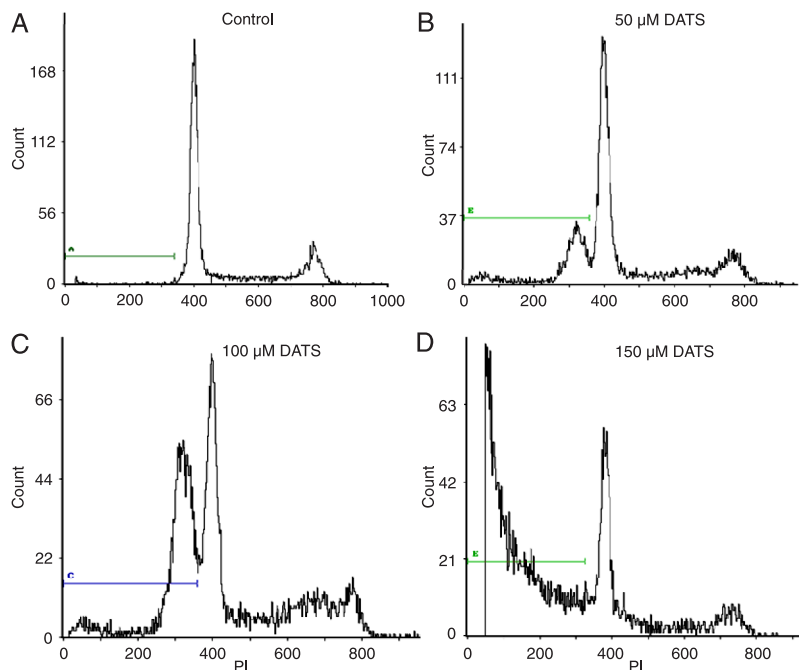 A
Control
Count
168
112
56
0
A
0 200 400 600 800 1000
B
50 µM DATS
Count
111
74
37
0
E
0 200 400 600 800
C
100 µM DATS
Count
66
44
22
0
C
0 200 400 600 800
PI
D
150 µM DATS
Count
63
42
21
0
E
0 200 400 600 800
PI